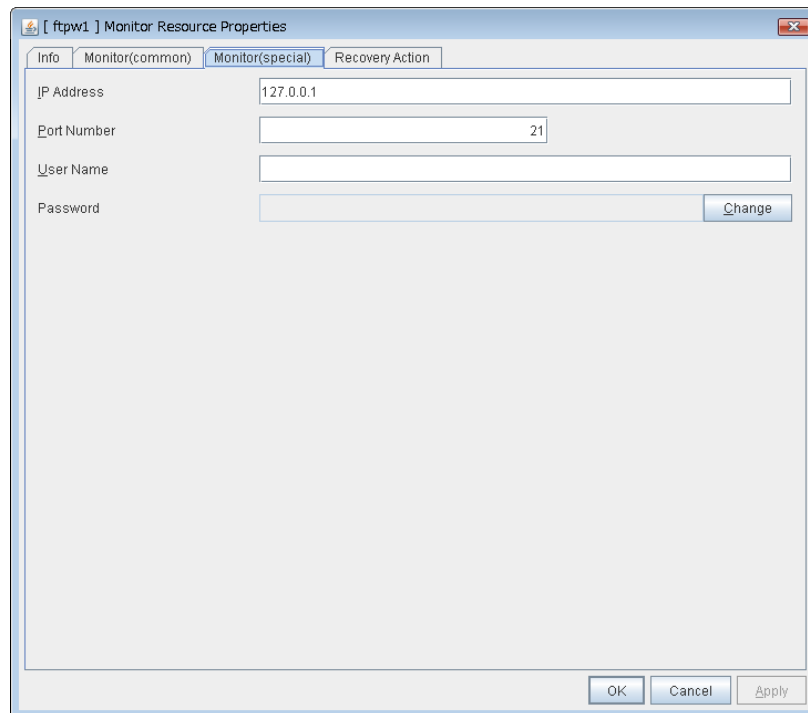 [ ftpw1 ] Monitor Resource Properties
Info Monitor(common) Monitor(special) Recovery Action
IP Address 127.0.0.1
Port Number 21
User Name
Password Change
OK Cancel Apply